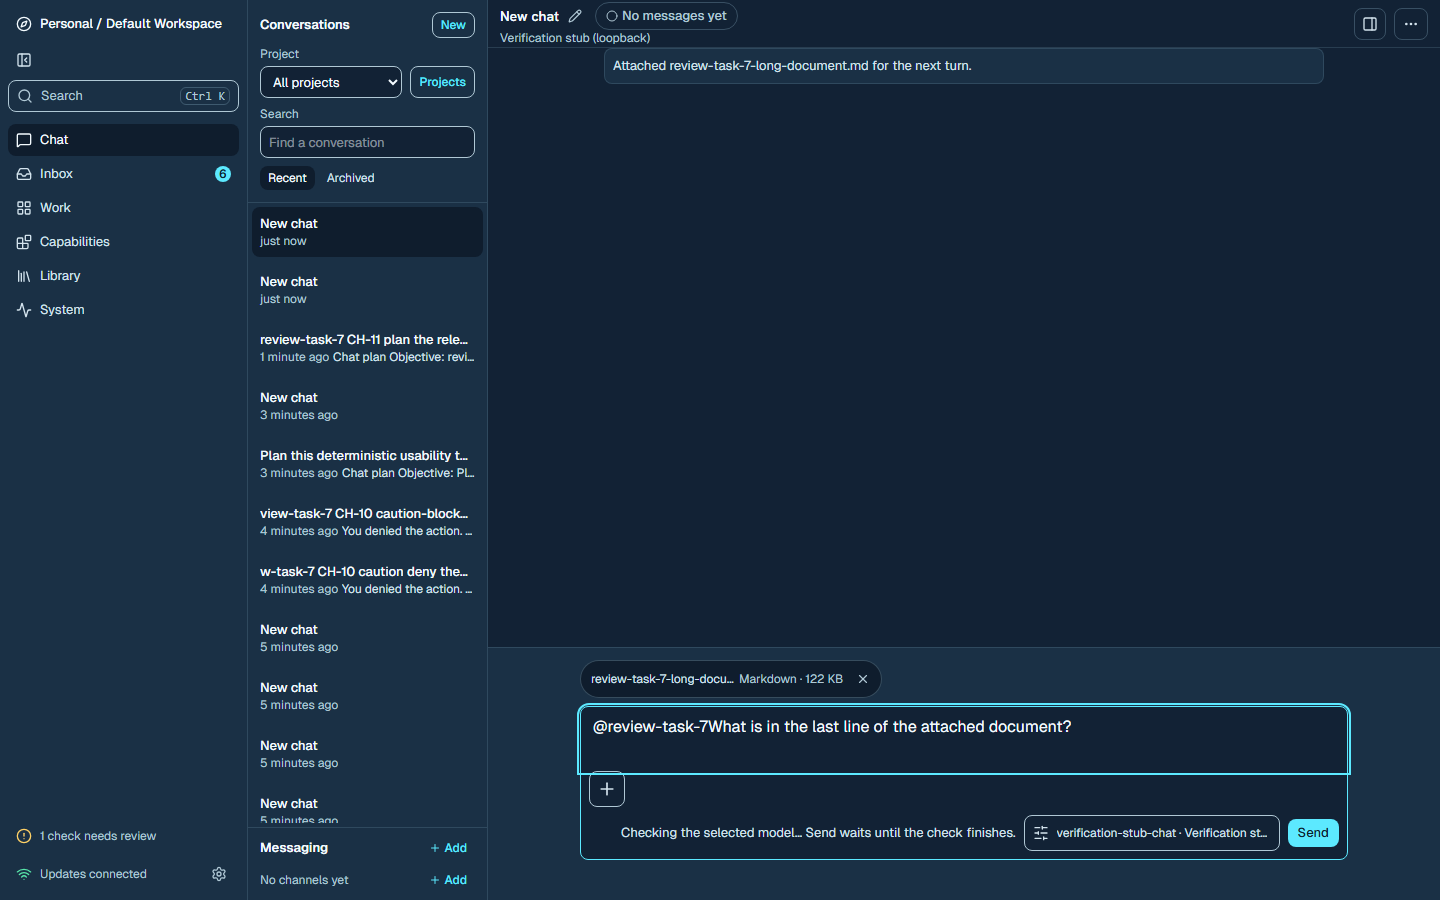 Personal / Default Workspace
Search Ctrl K
Chat
Inbox 6
Work
Capabilities
Library
System
1 check needs review
Updates connected
Conversations New
Project
All projects Projects
Search
Find a conversation
Recent Archived
New chat
just now
New chat
just now
review-task-7 CH-11 plan the rele...
1 minute ago Chat plan Objective: revi...
New chat
3 minutes ago
Plan this deterministic usability t...
3 minutes ago Chat plan Objective: Pl...
view-task-7 CH-10 caution-block...
4 minutes ago You denied the action. ...
w-task-7 CH-10 caution deny the...
4 minutes ago You denied the action. ...
New chat
5 minutes ago
New chat
5 minutes ago
New chat
5 minutes ago
New chat
5 minutes ago
Messaging + Add
No channels yet + Add
New chat No messages yet
Verification stub (loopback)
Attached review-task-7-long-document.md for the next turn.
review-task-7-long-docu... Markdown · 122 KB
@review-task-7What is in the last line of the attached document?
Checking the selected model... Send waits until the check finishes. verification-stub-chat · Verification st... Send